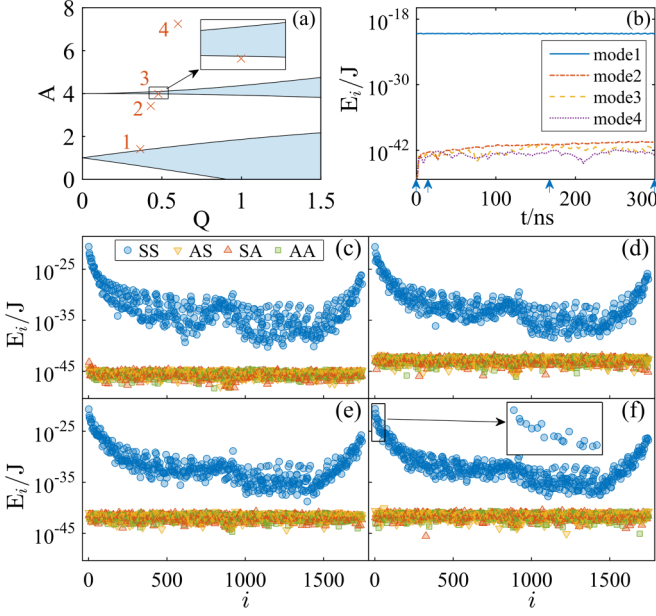 8
6
4
2
0
A
0
0.5
1
1.5
Q
(a)
1
2
3
4
(b)
10^-18
10^-30
10^-42
E_i/J
0
100
200
300
t/ns
mode1
mode2
mode3
mode4
(c)
SS AS SA AA
10^-25
10^-35
10^-45
E_i/J
(d)
(e)
10^-25
10^-35
10^-45
E_i/J
0 500 1000 1500
i
(f)
0 500 1000 1500
i